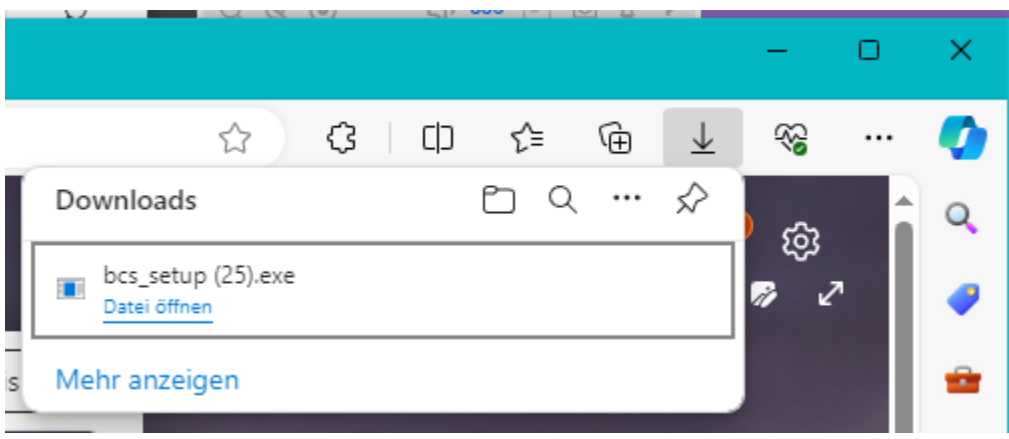 Downloads
bcs_setup (25).exe
Datei öffnen
Mehr anzeigen